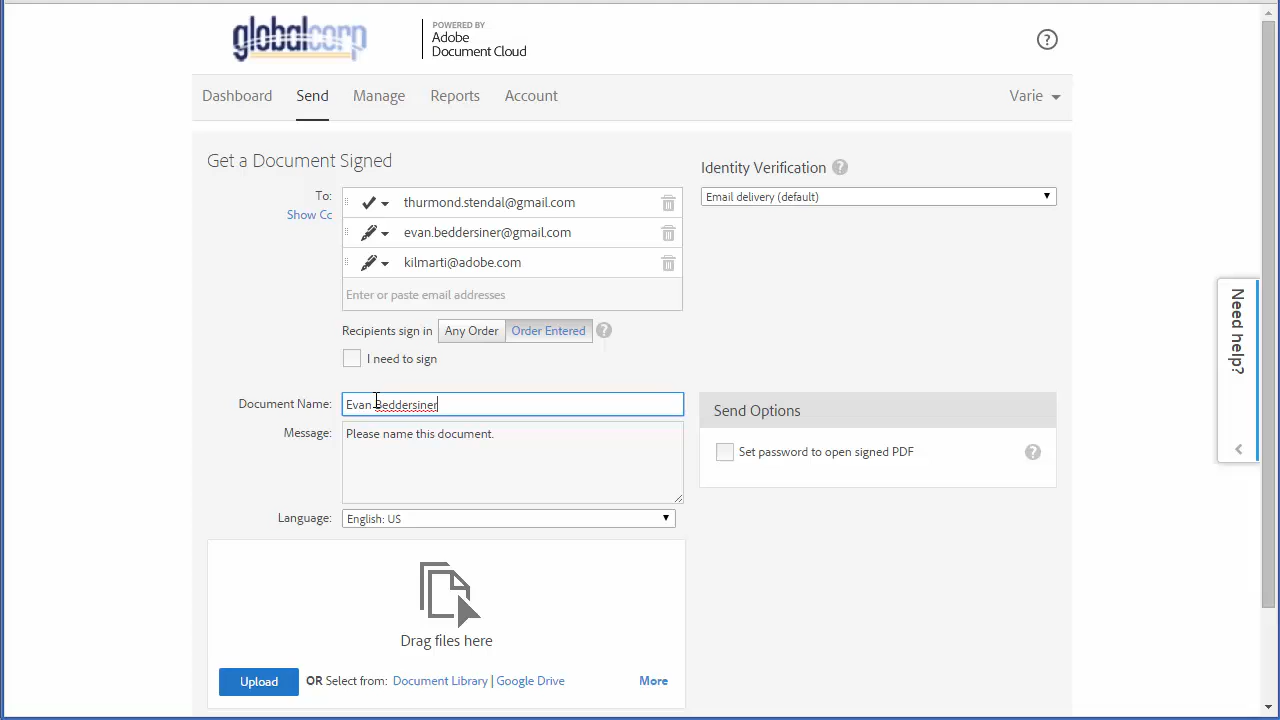 globalcorp
POWERED BY
Adobe
Document Cloud
?
Dashboard Send Manage Reports Account Varie
Get a Document Signed
Identity Verification ?
To:
Show Cc
thurmond.stendal@gmail.com
Email delivery (default)
evan.beddersiner@gmail.com
kilmarti@adobe.com
Enter or paste email addresses
Recipients sign in Any Order Order Entered ?
I need to sign
Need help?
Document Name: Evan Beddersiner
Send Options
Message: Please name this document.
Set password to open signed PDF ?
Language: English: US
Drag files here
Upload OR Select from: Document Library | Google Drive More